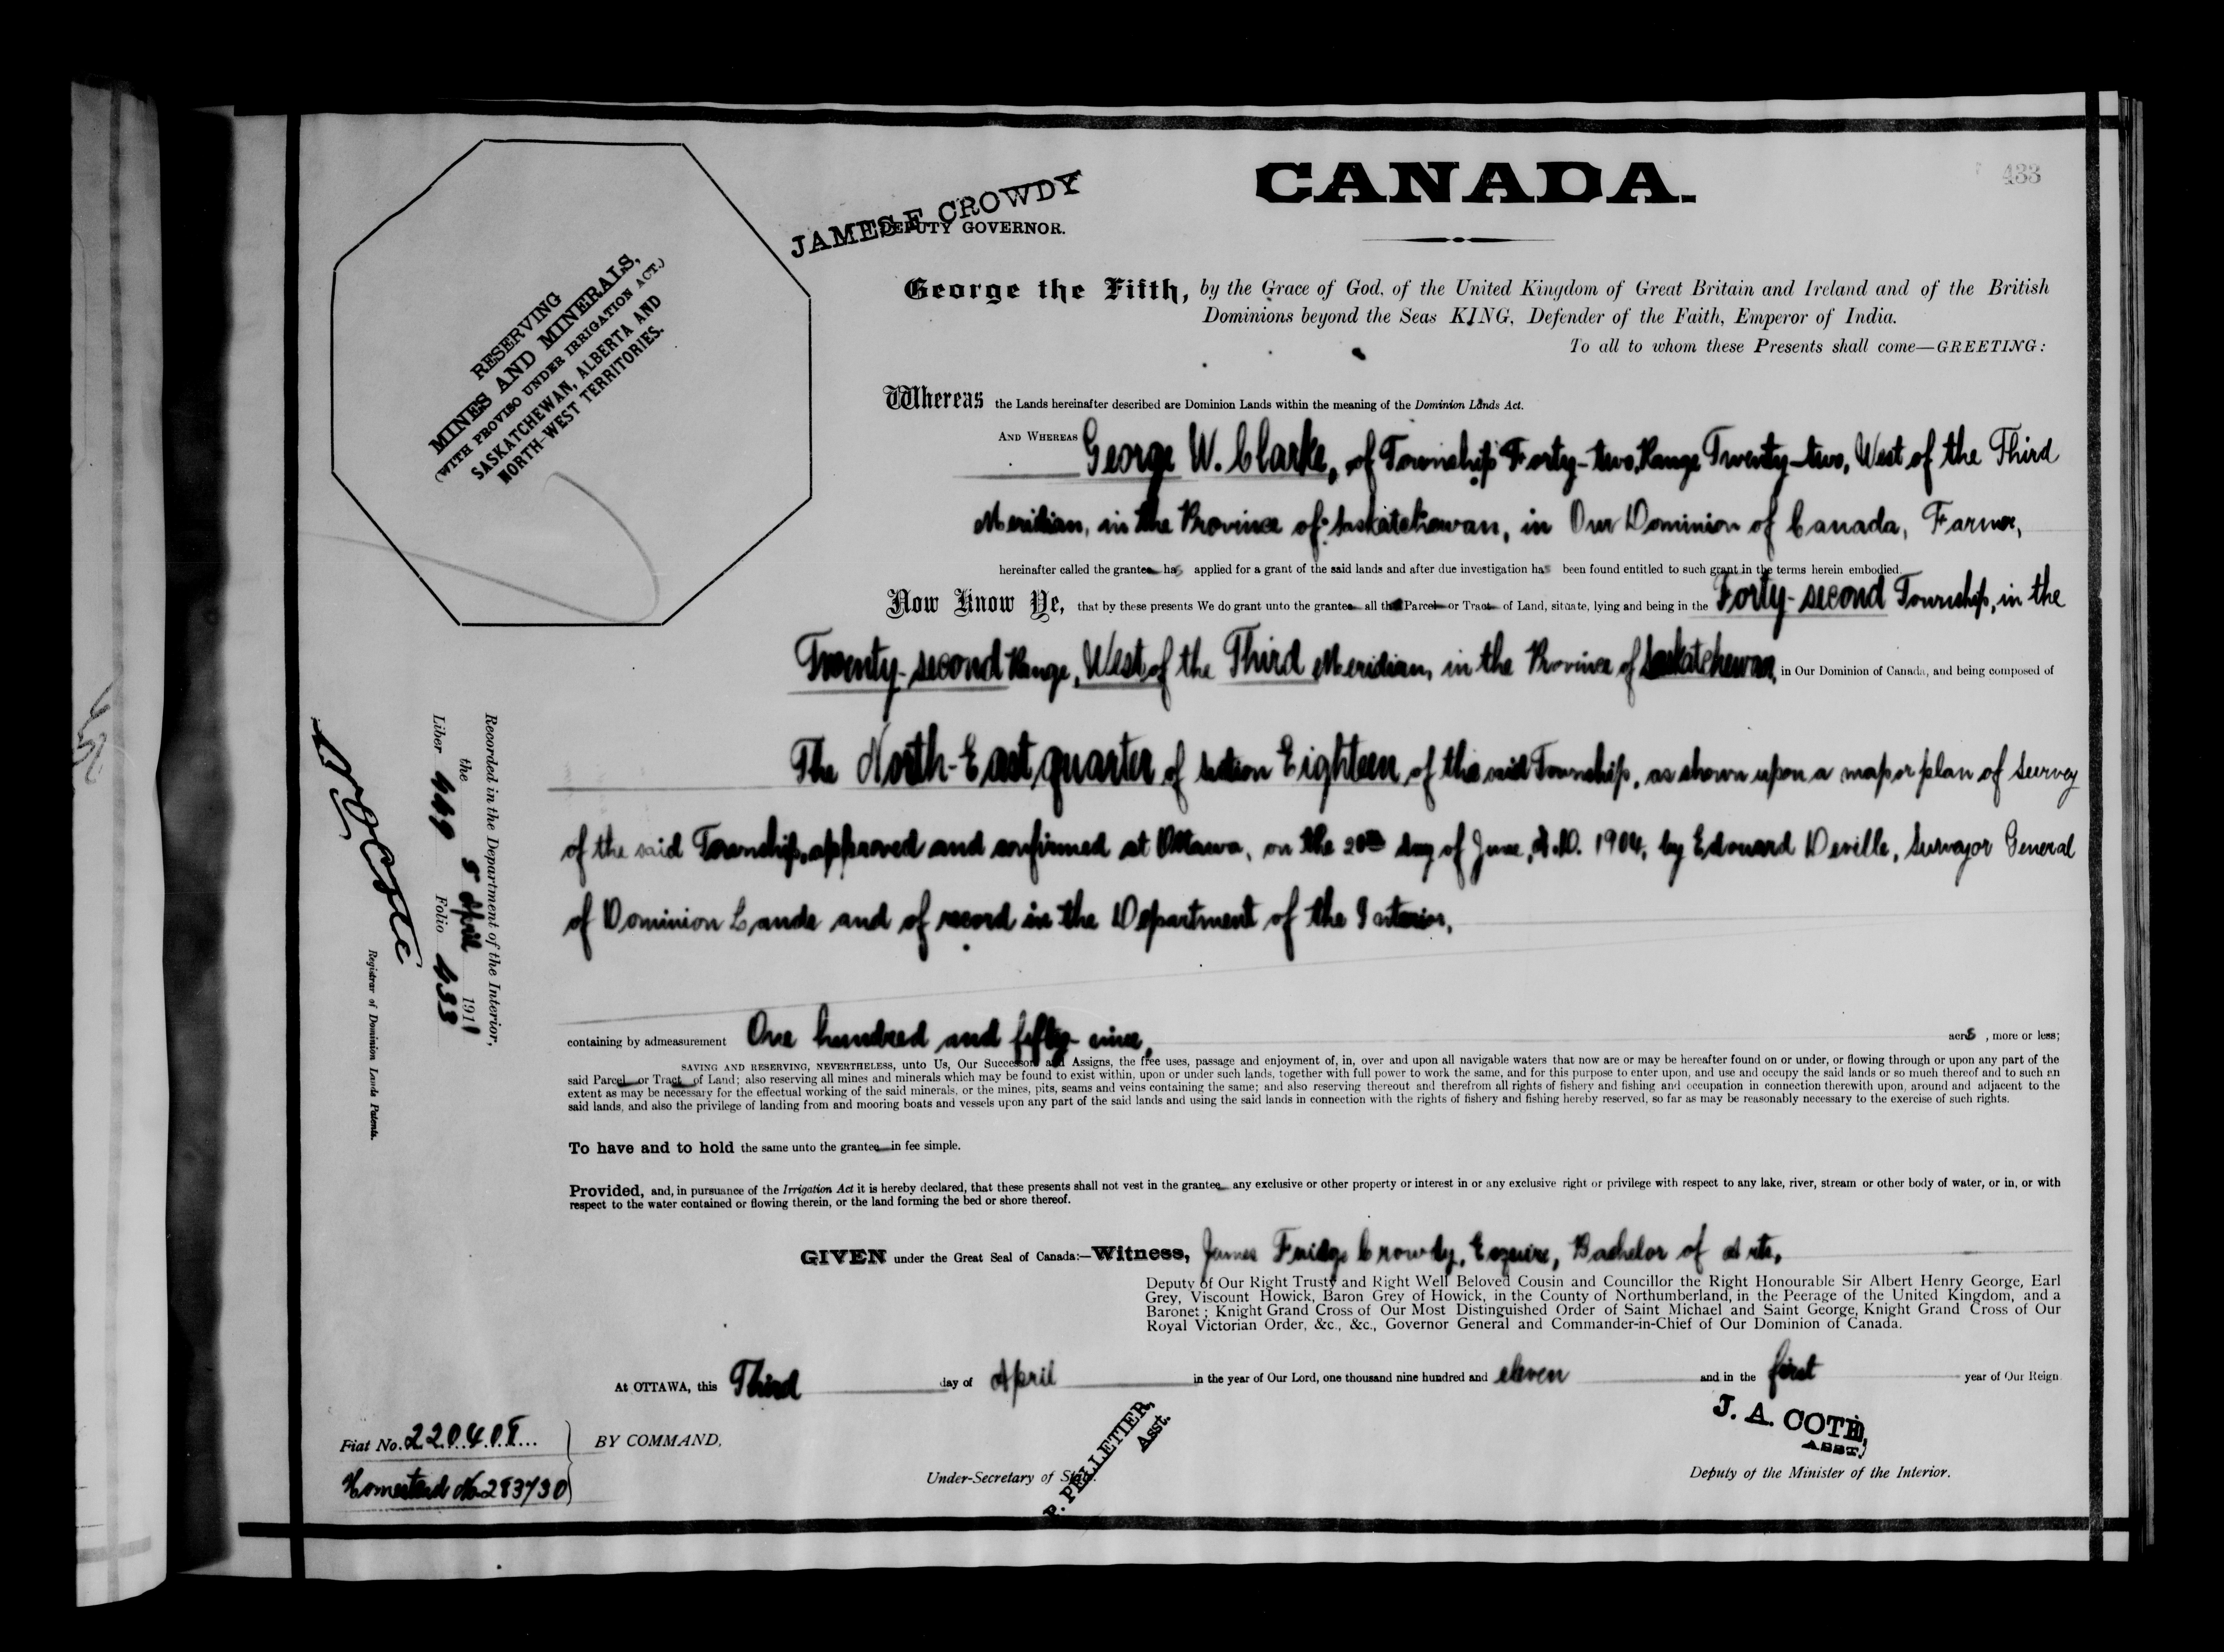 CANADA.
433
JAMES F. CROWDY
DEPUTY GOVERNOR.
RESERVING
MINES AND MINERALS,
(WITH PROVISO UNDER IRRIGATION ACT.)
SASKATCHEWAN, ALBERTA AND
NORTH-WEST TERRITORIES.
George the Fifth, by the Grace of God, of the United Kingdom of Great Britain and Ireland and of the British
Dominions beyond the Seas KING, Defender of the Faith, Emperor of India.
To all to whom these Presents shall come—GREETING:
Whereas the Lands hereinafter described are Dominion Lands within the meaning of the Dominion Lands Act.
AND WHEREAS George W. Clarke, of Township Forty-two, Range Twenty-two, West of the Third
Meridian, in the Province of Saskatchewan, in Our Dominion of Canada, Farmer,
hereinafter called the grantee has applied for a grant of the said lands and after due investigation has been found entitled to such grant in the terms herein embodied.
Now Know Ye, that by these presents We do grant unto the grantee all that Parcel or Tract of Land, situate, lying and being in the Forty-second Township, in the
Twenty-second Range, West of the Third Meridian, in the Province of Saskatchewan, in Our Dominion of Canada, and being composed of
The North-East quarter of Section Eighteen of the said Township, as shown upon a map or plan of Survey
of the said Township, approved and confirmed at Ottawa, on the 20th day of June, A.D. 1904, by Edouard Deville, Surveyor General
of Dominion Lands and of record in the Department of the Interior,
containing by admeasurement One hundred and fifty-nine, acres, more or less;
SAVING AND RESERVING, NEVERTHELESS, unto Us, Our Successors and Assigns, the free uses, passage and enjoyment of, in, over and upon all navigable waters that now are or may be hereafter found on or under, or flowing through or upon any part of the
said Parcel or Tract of Land; also reserving all mines and minerals which may be found to exist within, upon or under such lands, together with full power to work the same, and for this purpose to enter upon, and use and occupy the said lands or so much thereof and to such an
extent as may be necessary for the effectual working of the said minerals, or the mines, pits, seams and veins containing the same; and also reserving thereout and therefrom all rights of fishery and fishing and occupation in connection therewith upon, around and adjacent to the
said lands, and also the privilege of landing from and mooring boats and vessels upon any part of the said lands and using the said lands in connection with the rights of fishery and fishing hereby reserved, so far as may be reasonably necessary to the exercise of such rights.
To have and to hold the same unto the grantee in fee simple.
Provided, and, in pursuance of the Irrigation Act it is hereby declared, that these presents shall not vest in the grantee any exclusive or other property or interest in or any exclusive right or privilege with respect to any lake, river, stream or other body of water, or in, or with
respect to the water contained or flowing therein, or the land forming the bed or shore thereof.
GIVEN under the Great Seal of Canada:—Witness, James Fuidge Crowdy, Esquire, Bachelor of Arts,
Deputy of Our Right Trusty and Right Well Beloved Cousin and Councillor the Right Honourable Sir Albert Henry George, Earl
Grey, Viscount Howick, Baron Grey of Howick, in the County of Northumberland, in the Peerage of the United Kingdom, and a
Baronet; Knight Grand Cross of Our Most Distinguished Order of Saint Michael and Saint George, Knight Grand Cross of Our
Royal Victorian Order, &c., &c., Governor General and Commander-in-Chief of Our Dominion of Canada.
At OTTAWA, this Third day of April in the year of Our Lord, one thousand nine hundred and eleven and in the first year of Our Reign
BY COMMAND,
P. PELLETIER,
Asst.
Under-Secretary of State.
J. A. COTÉ,
ASST.
Deputy of the Minister of the Interior.
Fiat No. 220401
Homestead No. 283730
Recorded in the Department of the Interior,
the 5 April 1911
Liber 449 Folio 433
Registrar of Dominion Lands Patents.